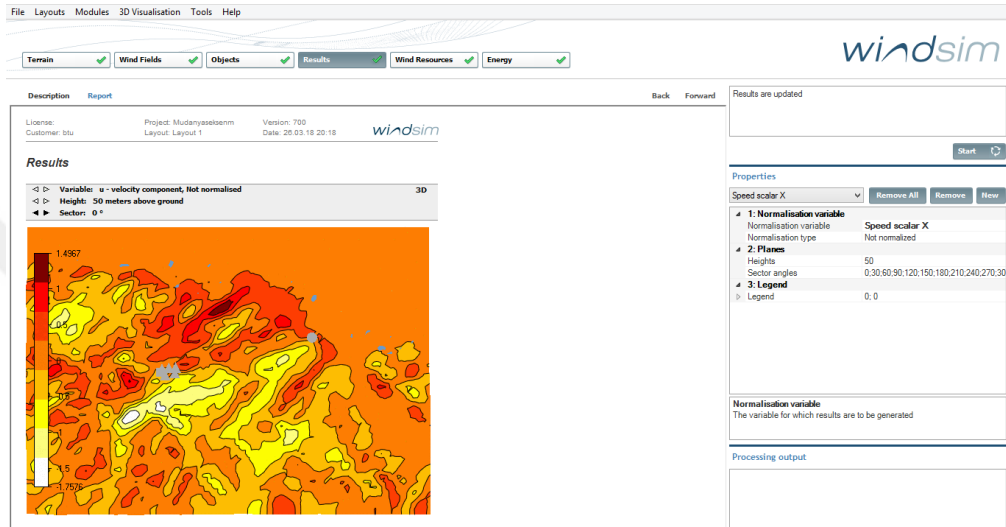 File Layouts Modules 3D Visualisation Tools Help
Terrain Wind Fields Objects Results Wind Resources Energy
windsim
Description Report Back Forward
License: Project: Mudanyaseksenm Version: 700
Customer: btu Layout: Layout 1 Date: 26.03.18 20:18 windsim
Results
Variable: u - velocity component, Not normalised 3D
Height: 50 meters above ground
Sector: 0 °
1.4967
1
0.5
0
-0.5
-1
-1.5
-1.7576
Results are updated
Start
Properties
Speed scalar X Remove All Remove New
1: Normalisation variable
Normalisation variable Speed scalar X
Normalisation type Not normalized
2: Planes
Heights 50
Sector angles 0;30;60;90;120;150;180;210;240;270;30
3: Legend
Legend 0; 0
Normalisation variable
The variable for which results are to be generated
Processing output